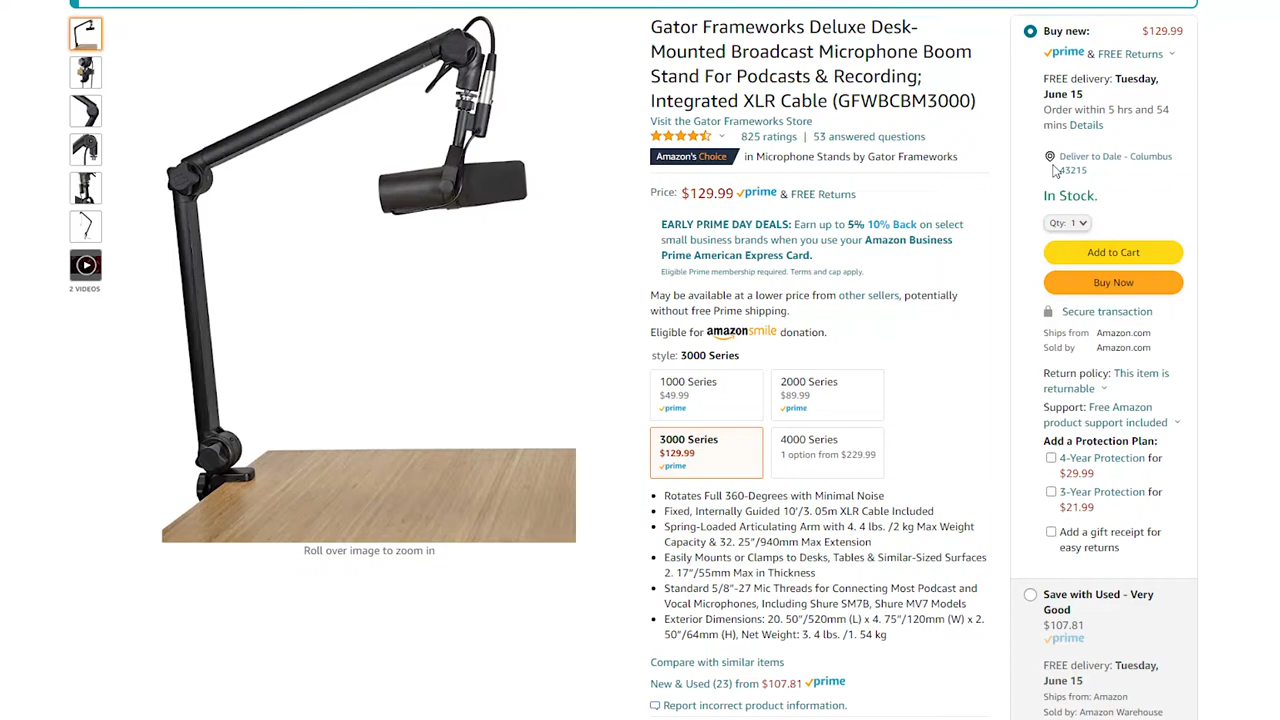 2 VIDEOS
Roll over image to zoom in
Gator Frameworks Deluxe Desk-
Mounted Broadcast Microphone Boom
Stand For Podcasts & Recording;
Integrated XLR Cable (GFWBCBM3000)
Visit the Gator Frameworks Store
825 ratings | 53 answered questions
Amazon's Choice in Microphone Stands by Gator Frameworks
Price: $129.99 prime & FREE Returns
EARLY PRIME DAY DEALS: Earn up to 5% 10% Back on select
small business brands when you use your Amazon Business
Prime American Express Card.
Eligible Prime membership required. Terms and cap apply.
May be available at a lower price from other sellers, potentially
without free Prime shipping.
Eligible for amazonsmile donation.
style: 3000 Series
1000 Series
$49.99
prime
2000 Series
$89.99
prime
3000 Series
$129.99
prime
4000 Series
1 option from $229.99
• Rotates Full 360-Degrees with Minimal Noise
• Fixed, Internally Guided 10'/3. 05m XLR Cable Included
• Spring-Loaded Articulating Arm with 4. 4 lbs. /2 kg Max Weight
Capacity & 32. 25"/940mm Max Extension
• Easily Mounts or Clamps to Desks, Tables & Similar-Sized Surfaces
2. 17"/55mm Max in Thickness
• Standard 5/8"-27 Mic Threads for Connecting Most Podcast and
Vocal Microphones, Including Shure SM7B, Shure MV7 Models
• Exterior Dimensions: 20. 50"/520mm (L) x 4. 75"/120mm (W) x 2.
50"/64mm (H), Net Weight: 3. 4 lbs. /1. 54 kg
Compare with similar items
New & Used (23) from $107.81 prime
Report incorrect product information.
Buy new: $129.99
prime & FREE Returns
FREE delivery: Tuesday,
June 15
Order within 5 hrs and 54
mins Details
Deliver to Dale - Columbus
43215
In Stock.
Qty: 1
Add to Cart
Buy Now
Secure transaction
Ships from Amazon.com
Sold by Amazon.com
Return policy: This item is
returnable
Support: Free Amazon
product support included
Add a Protection Plan:
4-Year Protection for
$29.99
3-Year Protection for
$21.99
Add a gift receipt for
easy returns
Save with Used - Very
Good
$107.81
prime
FREE delivery: Tuesday,
June 15
Ships from: Amazon
Sold by: Amazon Warehouse